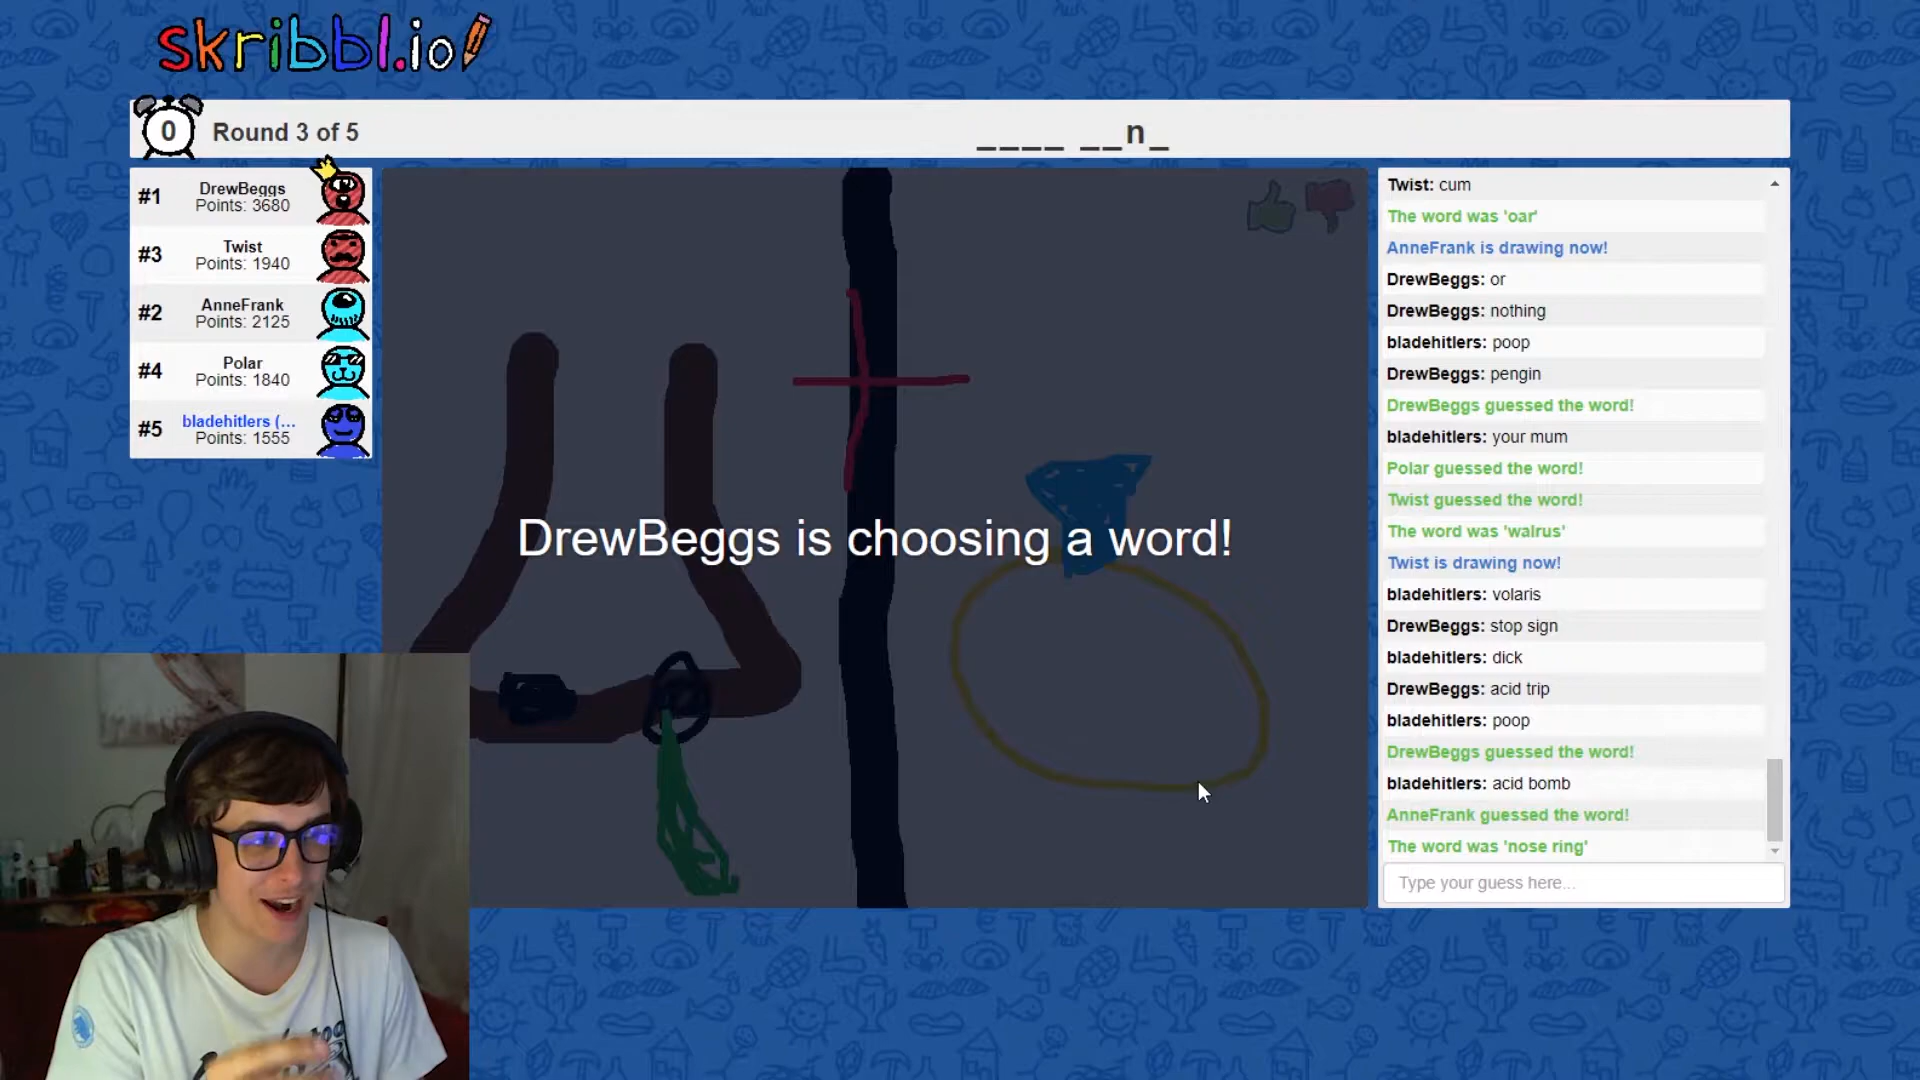 skribbl.io
0
Round 3 of 5
____ __n_
#1
DrewBeggs
Points: 3680
#3
Twist
Points: 1940
#2
AnneFrank
Points: 2125
#4
Polar
Points: 1840
#5
bladehitlers (...
Points: 1555
DrewBeggs is choosing a word!
Twist: cum
The word was 'oar'
AnneFrank is drawing now!
DrewBeggs: or
DrewBeggs: nothing
bladehitlers: poop
DrewBeggs: pengin
DrewBeggs guessed the word!
bladehitlers: your mum
Polar guessed the word!
Twist guessed the word!
The word was 'walrus'
Twist is drawing now!
bladehitlers: volaris
DrewBeggs: stop sign
bladehitlers: dick
DrewBeggs: acid trip
bladehitlers: poop
DrewBeggs guessed the word!
bladehitlers: acid bomb
AnneFrank guessed the word!
The word was 'nose ring'
Type your guess here...